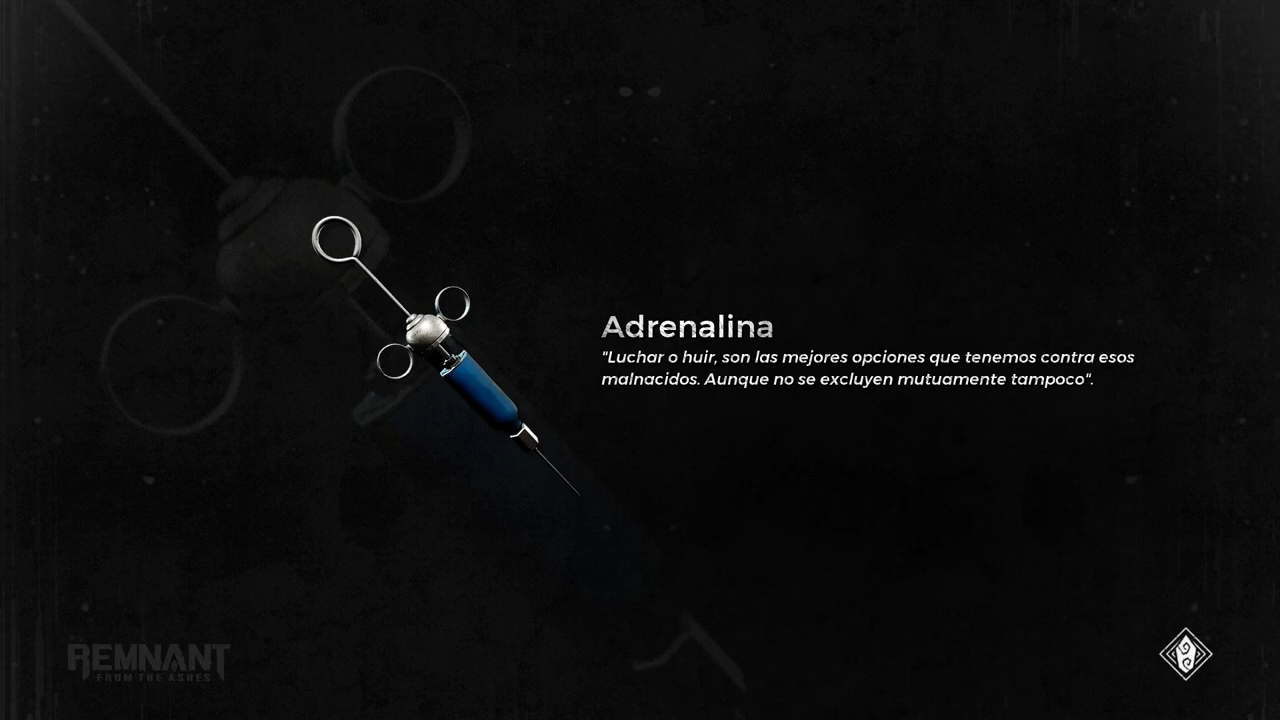 Adrenalina
"Luchar o huir, son las mejores opciones que tenemos contra esos
malnacidos. Aunque no se excluyen mutuamente tampoco".
REMNANT
FROM THE ASHES